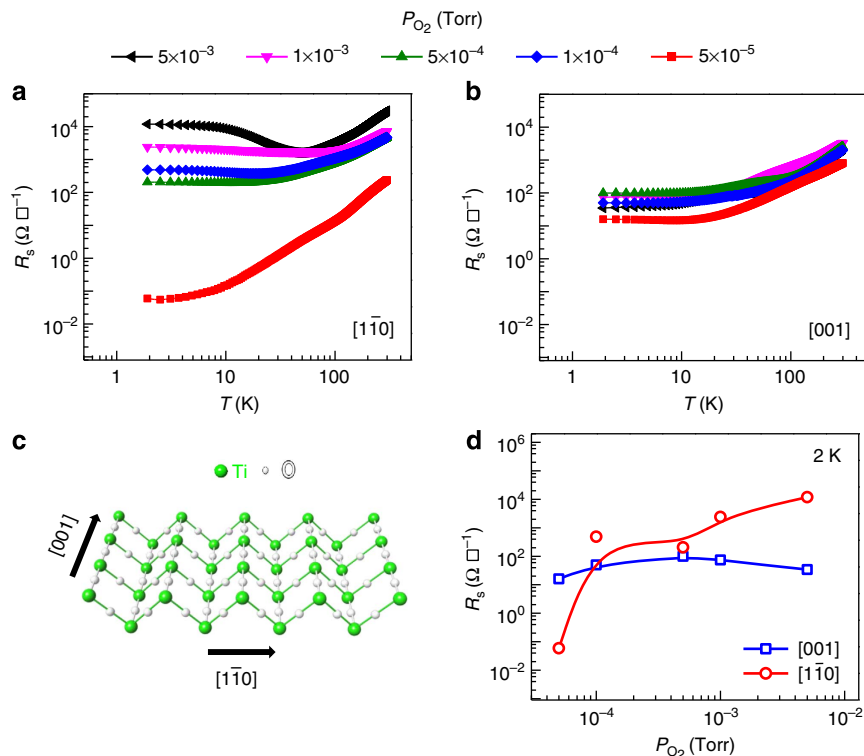 P_O₂ (Torr)
5×10⁻³ 1×10⁻³ 5×10⁻⁴ 1×10⁻⁴ 5×10⁻⁵
a
10⁴
10²
10⁰
10⁻²
R_s (Ω □⁻¹)
[11̄0]
1 10 100
T (K)
b
10⁴
10²
10⁰
10⁻²
R_s (Ω □⁻¹)
[001]
1 10 100
T (K)
c
Ti O
[001]
[11̄0]
d
10⁶
10⁴
10²
10⁰
10⁻²
R_s (Ω □⁻¹)
2 K
[001]
[11̄0]
10⁻⁴ 10⁻³ 10⁻²
P_O₂ (Torr)